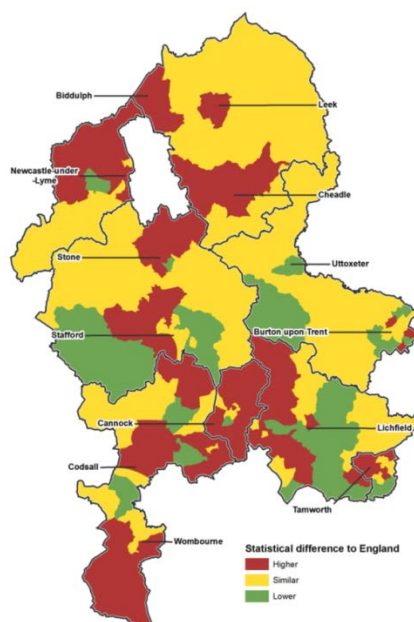 Biddulph
Leek
Newcastle-under
-Lyme
Cheadle
Stone
Uttoxeter
Stafford
Burton upon Trent
Cannock
Lichfield
Codsall
Tamworth
Wombourne
Statistical difference to England
Higher
Similar
Lower